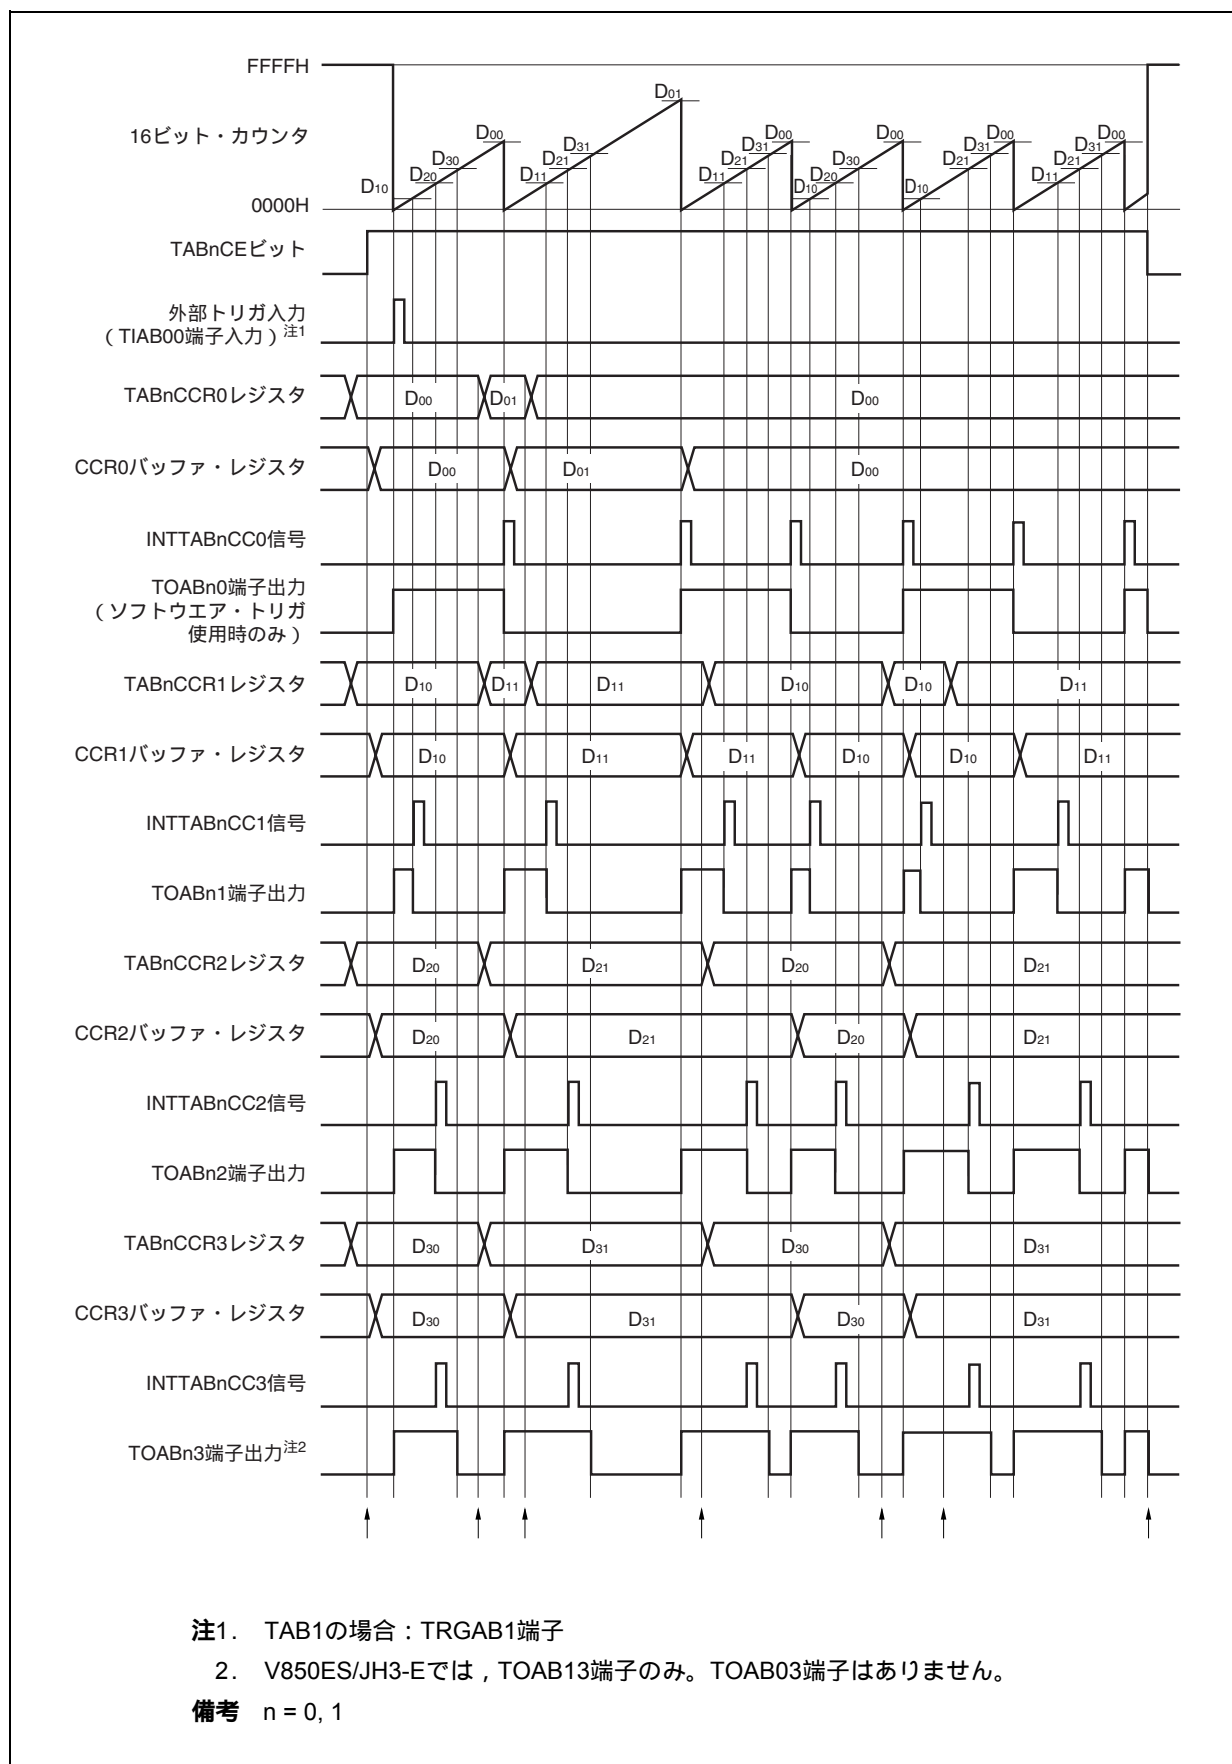 FFFFH
D01
16ビット・カウンタ
D10 D20 D30 D00 D11 D21 D31 D11 D21 D31 D00 D10 D20 D30 D00 D10 D21 D31 D00 D11 D21 D31 D00
0000H
TABnCEビット
外部トリガ入力
(TIAB00端子入力)注1
TABnCCR0レジスタ D00 D01 D00
CCR0バッファ・レジスタ D00 D01 D00
INTTABnCC0信号
TOABn0端子出力
(ソフトウエア・トリガ
使用時のみ)
TABnCCR1レジスタ D10 D11 D11 D10 D10 D11
CCR1バッファ・レジスタ D10 D11 D11 D10 D10 D11
INTTABnCC1信号
TOABn1端子出力
TABnCCR2レジスタ D20 D21 D20 D21
CCR2バッファ・レジスタ D20 D21 D20 D21
INTTABnCC2信号
TOABn2端子出力
TABnCCR3レジスタ D30 D31 D30 D31
CCR3バッファ・レジスタ D30 D31 D30 D31
INTTABnCC3信号
TOABn3端子出力注2
注1. TAB1の場合:TRGAB1端子
2. V850ES/JH3-Eでは,TOAB13端子のみ。TOAB03端子はありません。
備考 n = 0, 1